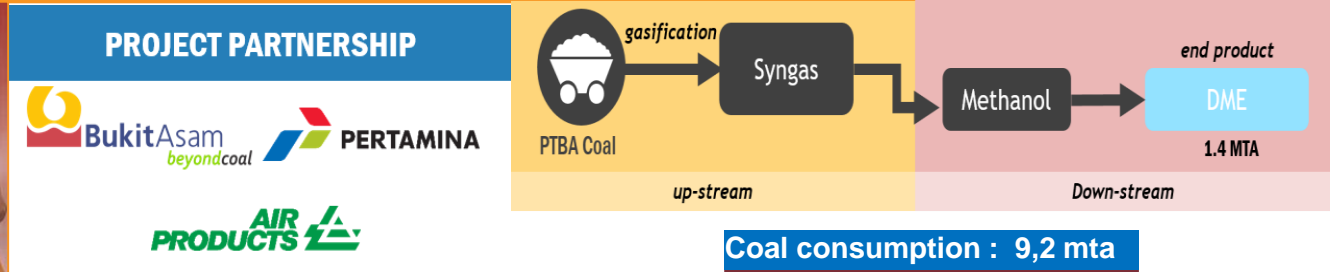 PROJECT PARTNERSHIP
BukitAsam
beyondcoal
PERTAMINA
AIR
PRODUCTS
gasification
PTBA Coal
Syngas
Methanol
end product
DME
1.4 MTA
up-stream
Down-stream
Coal consumption : 9,2 mta